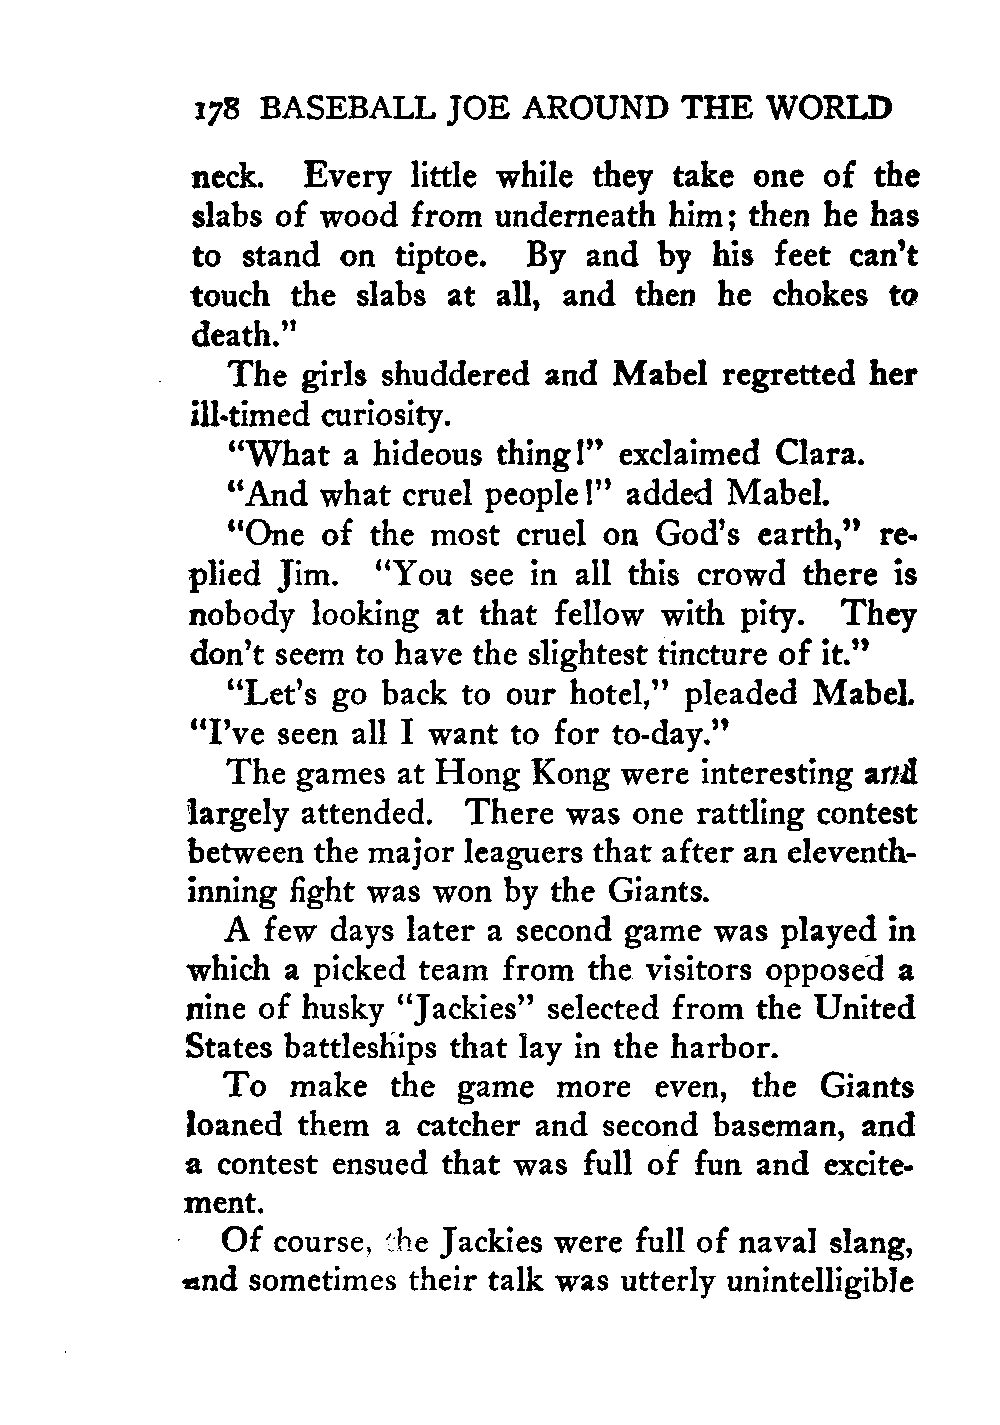 178 BASEBALL JOE AROUND THE WORLD
neck. Every little while they take one of the
slabs of wood from underneath him; then he has
to stand on tiptoe. By and by his feet can't
touch the slabs at all, and then he chokes to
death."
The girls shuddered and Mabel regretted her
ill-timed curiosity.
"What a hideous thing!" exclaimed Clara.
"And what cruel people!" added Mabel.
"One of the most cruel on God's earth," re-
plied Jim. "You see in all this crowd there is
nobody looking at that fellow with pity. They
don't seem to have the slightest tincture of it."
"Let's go back to our hotel," pleaded Mabel.
"I've seen all I want to for to-day."
The games at Hong Kong were interesting and
largely attended. There was one rattling contest
between the major leaguers that after an eleventh-
inning fight was won by the Giants.
A few days later a second game was played in
which a picked team from the visitors opposed a
nine of husky "Jackies" selected from the United
States battleships that lay in the harbor.
To make the game more even, the Giants
loaned them a catcher and second baseman, and
a contest ensued that was full of fun and excite-
ment.
Of course, the Jackies were full of naval slang,
and sometimes their talk was utterly unintelligible